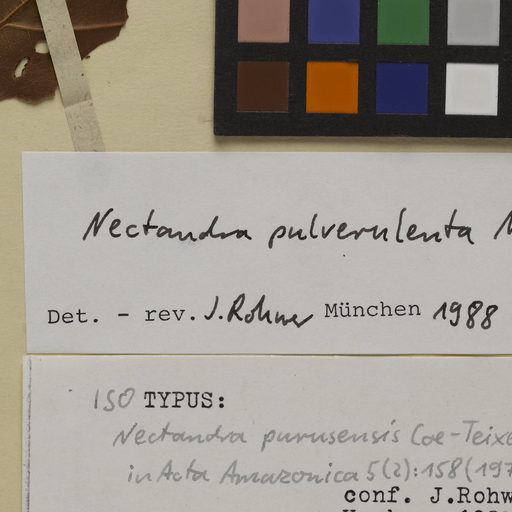 Nectandra pulverulenta N
Det. - rev. J. Rohwer München 1988
ISO TYPUS:
Nectandra purusensis Coe-Teixe
in Acta Amazonica 5(2):158(197
conf. J.Rohw